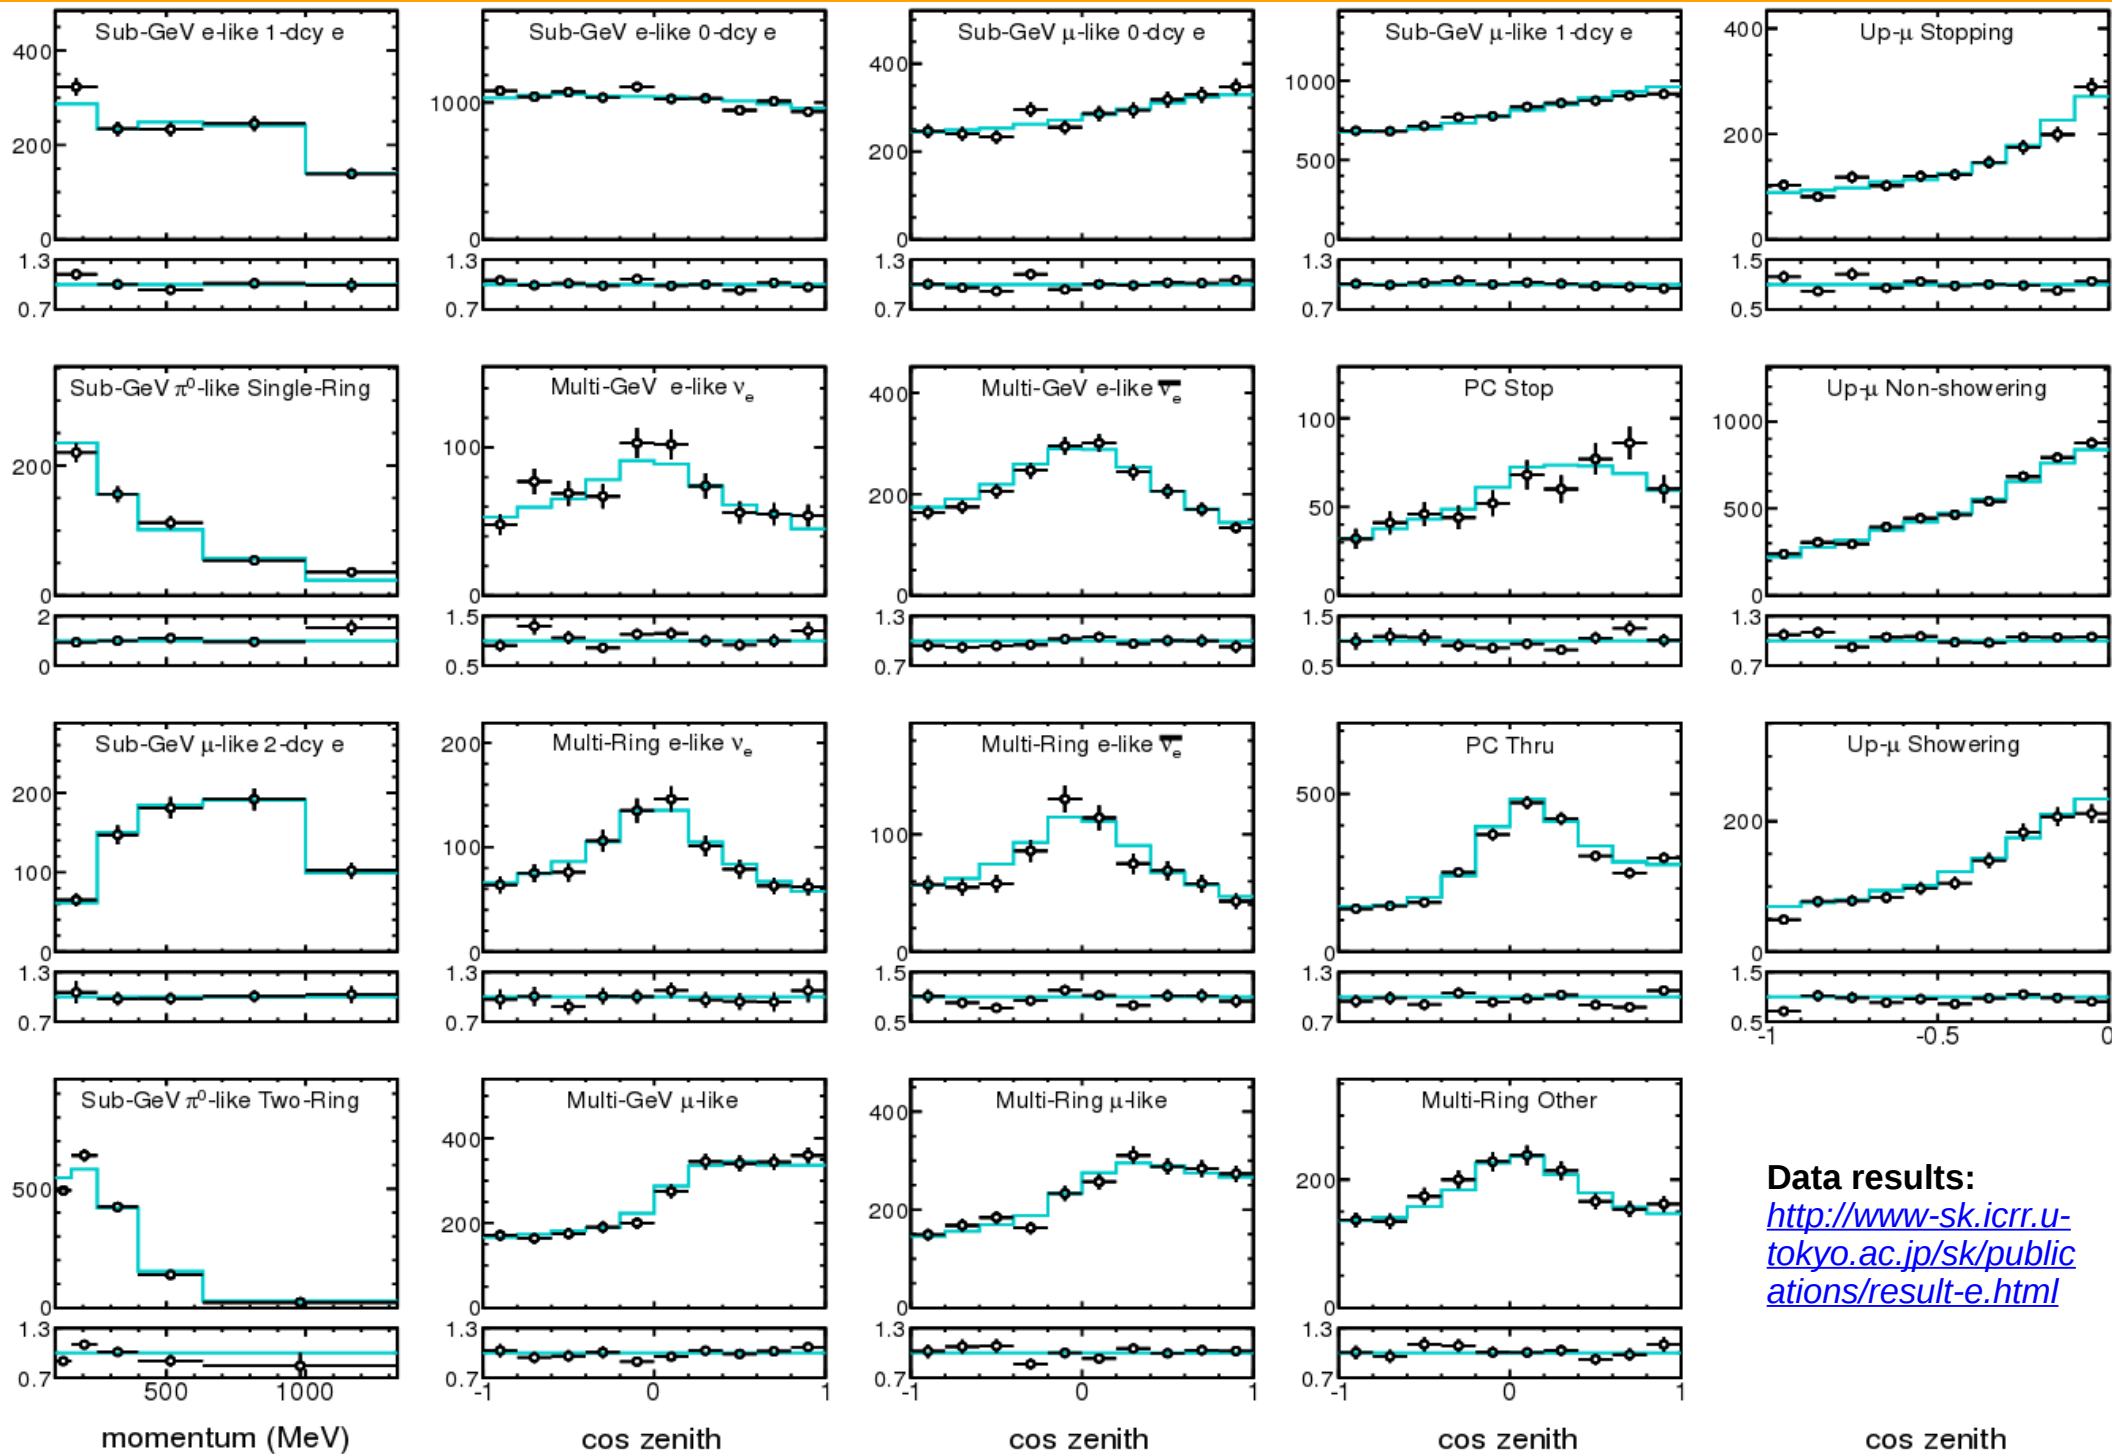 Sub-GeV e-like 1-dcy e
400
200
0
1.3
0.7
Sub-GeV e-like 0-dcy e
1000
0
1.3
0.7
Sub-GeV μ-like 0-dcy e
400
200
0
1.3
0.7
Sub-GeV μ-like 1-dcy e
1000
500
0
1.3
0.7
Up-μ Stopping
400
200
0
1.5
0.5
Sub-GeV π⁰-like Single-Ring
200
0
2
0
Multi-GeV e-like νₑ
100
0
1.5
0.5
Multi-GeV e-like ν̅ₑ
400
200
0
1.3
0.7
PC Stop
100
50
0
1.5
0.5
Up-μ Non-showering
1000
500
0
1.3
0.7
Sub-GeV μ-like 2-dcy e
200
100
0
1.3
0.7
Multi-Ring e-like νₑ
200
100
0
1.3
0.7
Multi-Ring e-like ν̅ₑ
100
0
1.5
0.5
PC Thru
500
0
1.3
0.7
Up-μ Showering
200
0
1.5
0.5
-1 -0.5 0
Sub-GeV π⁰-like Two-Ring
500
0
1.3
0.7
500 1000
momentum (MeV)
Multi-GeV μ-like
400
200
0
1.3
0.7
-1 0 1
cos zenith
Multi-Ring μ-like
400
200
0
1.3
0.7
-1 0 1
cos zenith
Multi-Ring Other
200
0
1.3
0.7
-1 0 1
cos zenith
Data results:
http://www-sk.icrr.u-
tokyo.ac.jp/sk/public
ations/result-e.html
cos zenith